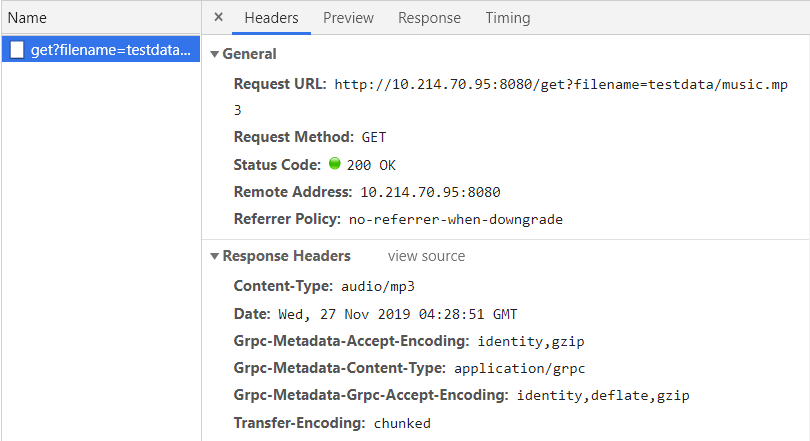 Name
× Headers Preview Response Timing
get?filename=testdata...
▼ General
Request URL: http://10.214.70.95:8080/get?filename=testdata/music.mp
3
Request Method: GET
Status Code: 200 OK
Remote Address: 10.214.70.95:8080
Referrer Policy: no-referrer-when-downgrade
▼ Response Headers view source
Content-Type: audio/mp3
Date: Wed, 27 Nov 2019 04:28:51 GMT
Grpc-Metadata-Accept-Encoding: identity,gzip
Grpc-Metadata-Content-Type: application/grpc
Grpc-Metadata-Grpc-Accept-Encoding: identity,deflate,gzip
Transfer-Encoding: chunked